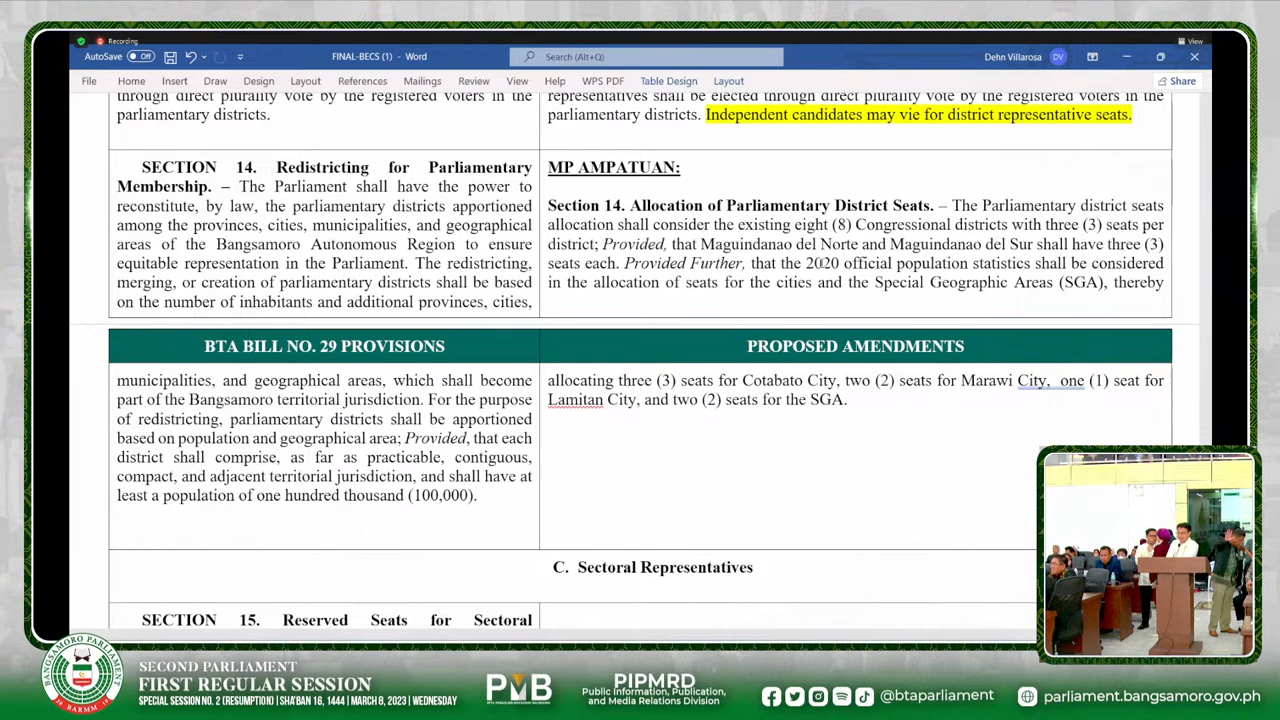 Recording
View
AutoSave Off
FINAL-BECS (1) - Word
Search (Alt+Q)
Dehn Villarosa DV
File Home Insert Draw Design Layout References Mailings Review View Help WPS PDF Table Design Layout Share
through direct plurality vote by the registered voters in the
parliamentary districts.
representatives shall be elected through direct plurality vote by the registered voters in the
parliamentary districts. Independent candidates may vie for district representative seats.
SECTION 14. Redistricting for Parliamentary
Membership. – The Parliament shall have the power to
reconstitute, by law, the parliamentary districts apportioned
among the provinces, cities, municipalities, and geographical
areas of the Bangsamoro Autonomous Region to ensure
equitable representation in the Parliament. The redistricting,
merging, or creation of parliamentary districts shall be based
on the number of inhabitants and additional provinces, cities,
MP AMPATUAN:
Section 14. Allocation of Parliamentary District Seats. – The Parliamentary district seats
allocation shall consider the existing eight (8) Congressional districts with three (3) seats per
district; Provided, that Maguindanao del Norte and Maguindanao del Sur shall have three (3)
seats each. Provided Further, that the 2020 official population statistics shall be considered
in the allocation of seats for the cities and the Special Geographic Areas (SGA), thereby
BTA BILL NO. 29 PROVISIONS
PROPOSED AMENDMENTS
municipalities, and geographical areas, which shall become
part of the Bangsamoro territorial jurisdiction. For the purpose
of redistricting, parliamentary districts shall be apportioned
based on population and geographical area; Provided, that each
district shall comprise, as far as practicable, contiguous,
compact, and adjacent territorial jurisdiction, and shall have at
least a population of one hundred thousand (100,000).
allocating three (3) seats for Cotabato City, two (2) seats for Marawi City, one (1) seat for
Lamitan City, and two (2) seats for the SGA.
C. Sectoral Representatives
SECTION 15. Reserved Seats for Sectoral
BANGSAMORO PARLIAMENT
BARMM
SECOND PARLIAMENT
FIRST REGULAR SESSION
SPECIAL SESSION NO. 2 (RESUMPTION) | SHA'BAN 16, 1444 | MARCH 8, 2023 | WEDNESDAY
PMB
PIPMRD
Public Information, Publication,
and Media Relations Division
@btaparliament
parliament.bangsamoro.gov.ph